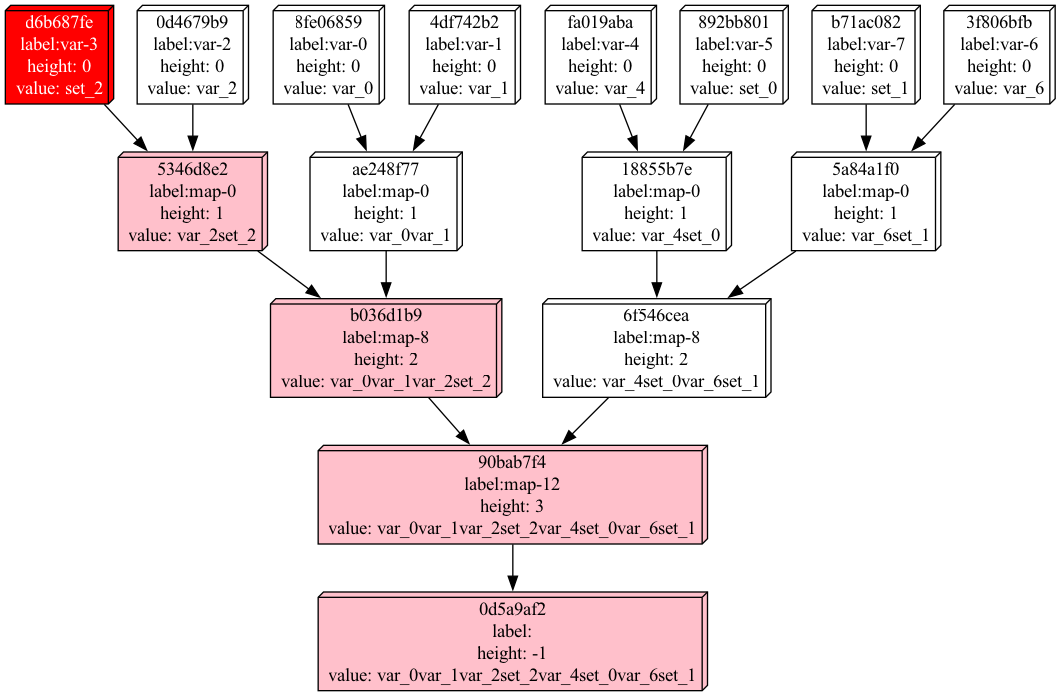 d6b687fe
label:var-3
height: 0
value: set_2
0d4679b9
label:var-2
height: 0
value: var_2
8fe06859
label:var-0
height: 0
value: var_0
4df742b2
label:var-1
height: 0
value: var_1
fa019aba
label:var-4
height: 0
value: var_4
892bb801
label:var-5
height: 0
value: set_0
b71ac082
label:var-7
height: 0
value: set_1
3f806bfb
label:var-6
height: 0
value: var_6
5346d8e2
label:map-0
height: 1
value: var_2set_2
ae248f77
label:map-0
height: 1
value: var_0var_1
18855b7e
label:map-0
height: 1
value: var_4set_0
5a84a1f0
label:map-0
height: 1
value: var_6set_1
b036d1b9
label:map-8
height: 2
value: var_0var_1var_2set_2
6f546cea
label:map-8
height: 2
value: var_4set_0var_6set_1
90bab7f4
label:map-12
height: 3
value: var_0var_1var_2set_2var_4set_0var_6set_1
0d5a9af2
label:
height: -1
value: var_0var_1var_2set_2var_4set_0var_6set_1